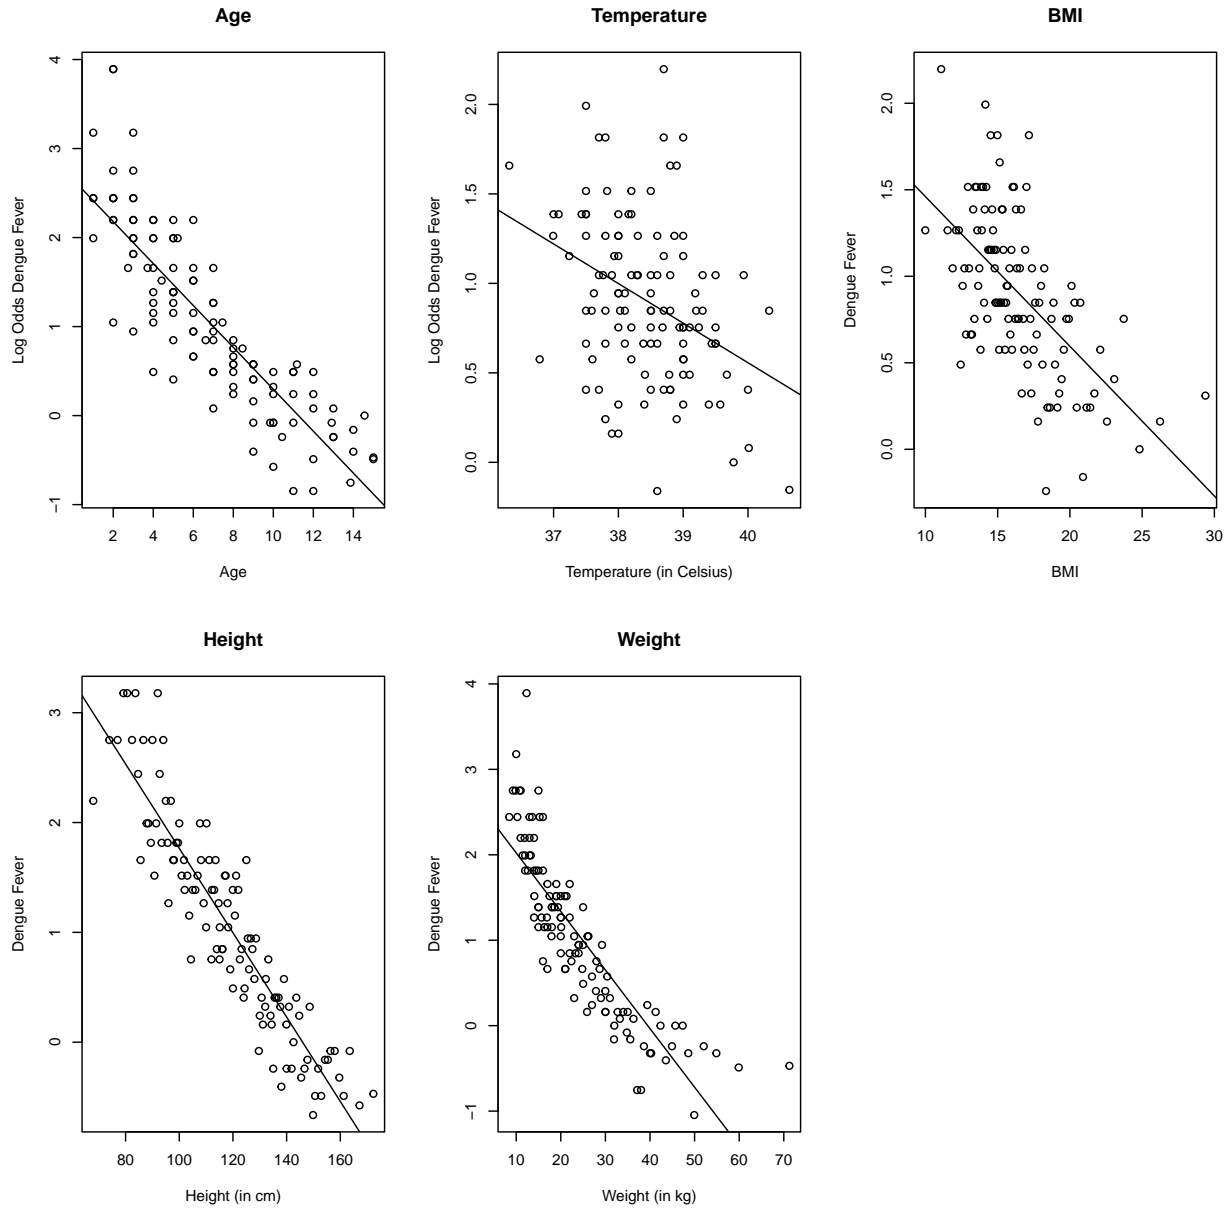 Age
Log Odds Dengue Fever
4
3
2
1
0
−1
2 4 6 8 10 12 14
Age
Temperature
Log Odds Dengue Fever
2.0
1.5
1.0
0.5
0.0
37 38 39 40
Temperature (in Celsius)
BMI
Dengue Fever
2.0
1.5
1.0
0.5
0.0
10 15 20 25 30
BMI
Height
Dengue Fever
3
2
1
0
80 100 120 140 160
Height (in cm)
Weight
Dengue Fever
4
3
2
1
0
−1
10 20 30 40 50 60 70
Weight (in kg)